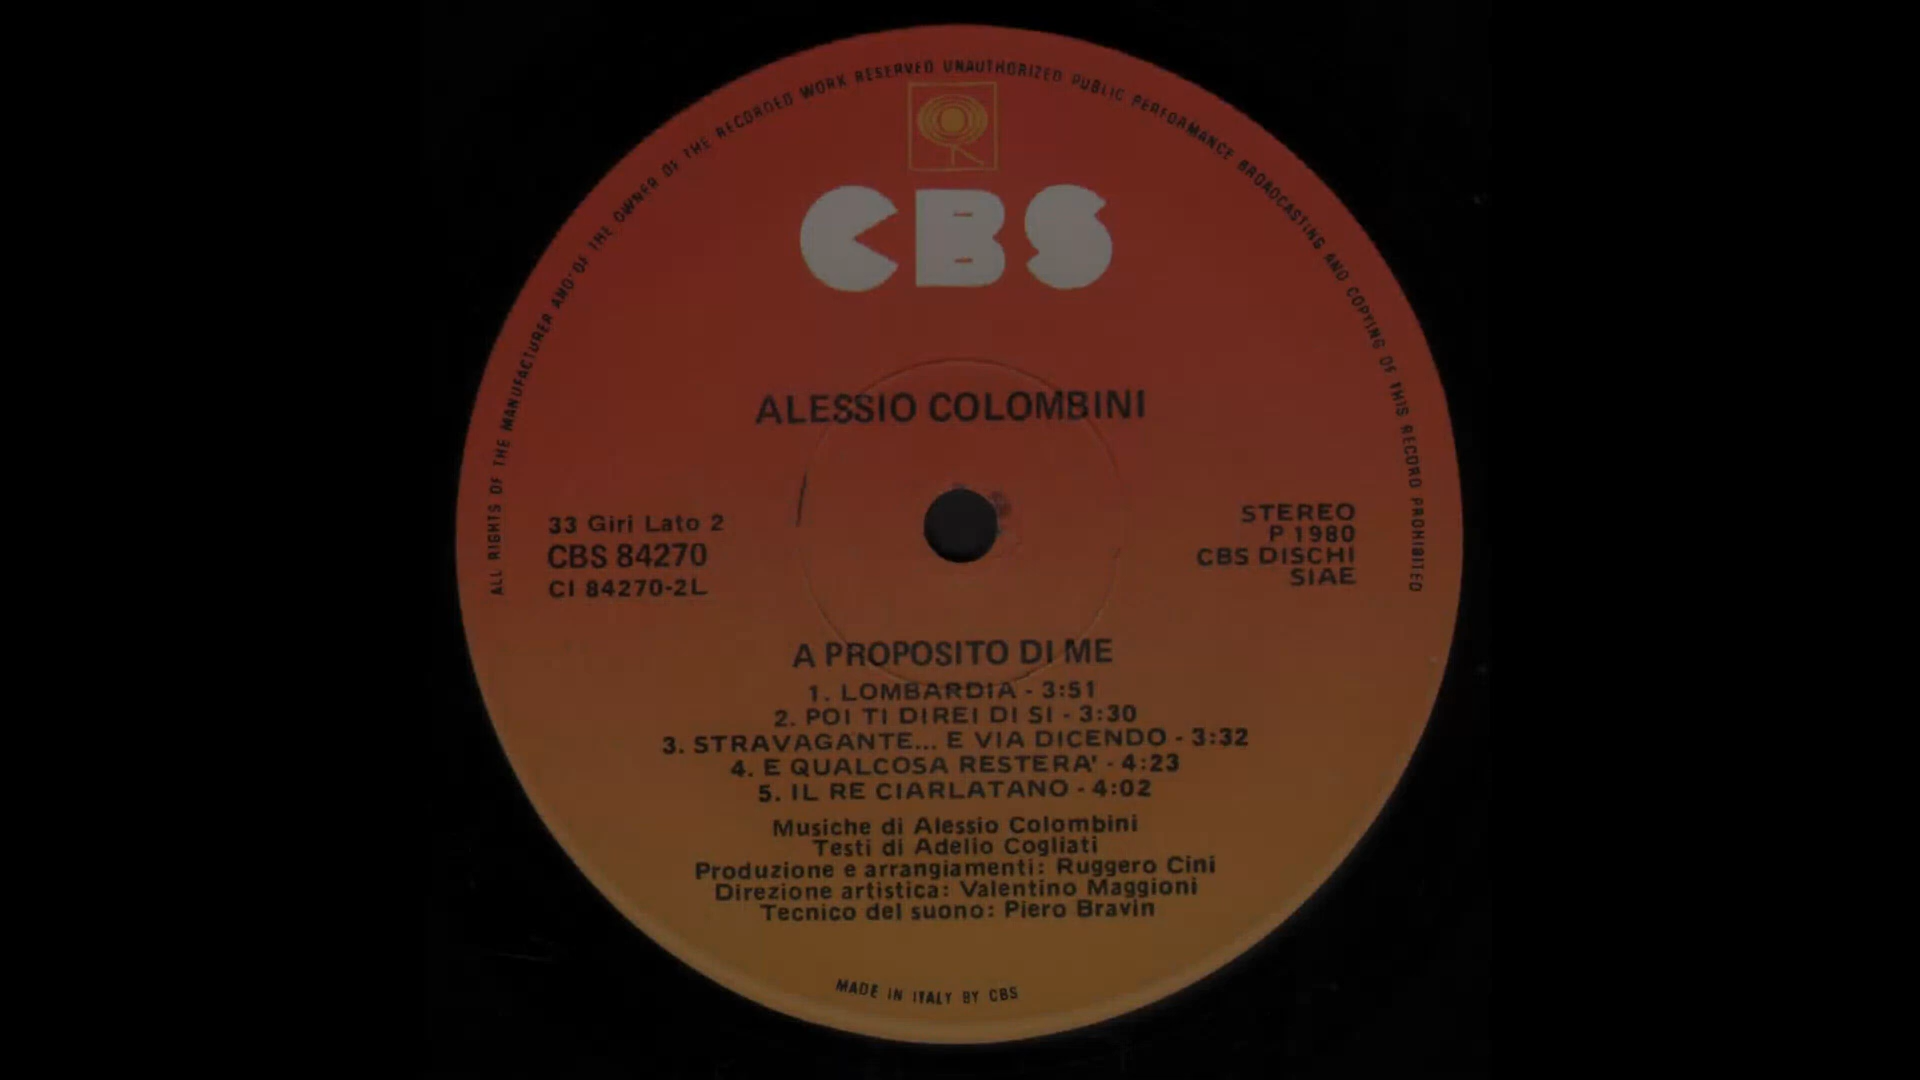 ALL RIGHTS OF THE MANUFACTURER AND OF THE OWNER OF THE RECORDED WORK RESERVED UNAUTHORIZED PUBLIC PERFORMANCE BROADCASTING AND COPYING OF THIS RECORD PROHIBITED
CBS
ALESSIO COLOMBINI
33 Giri Lato 2
CBS 84270
CI 84270-2L
STEREO
P 1980
CBS DISCHI
SIAE
A PROPOSITO DI ME
1. LOMBARDIA - 3:51
2. POI TI DIREI DI SI - 3:30
3. STRAVAGANTE... E VIA DICENDO - 3:32
4. E QUALCOSA RESTERA' - 4:23
5. IL RE CIARLATANO - 4:02
Musiche di Alessio Colombini
Testi di Adelio Cogliati
Produzione e arrangiamenti: Ruggero Cini
Direzione artistica: Valentino Maggioni
Tecnico del suono: Piero Bravin
MADE IN ITALY BY CBS